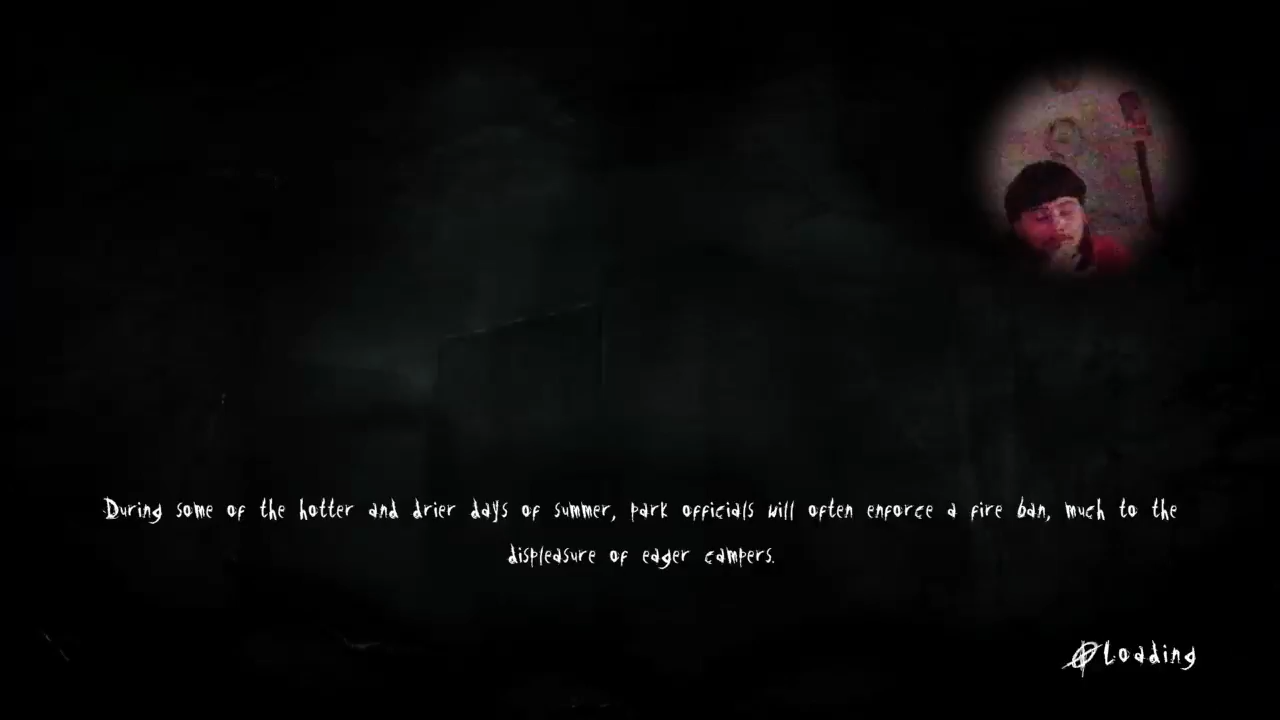 During some of the hotter and drier days of summer, park officials will often enforce a fire ban, much to the
displeasure of eager campers.
Loading